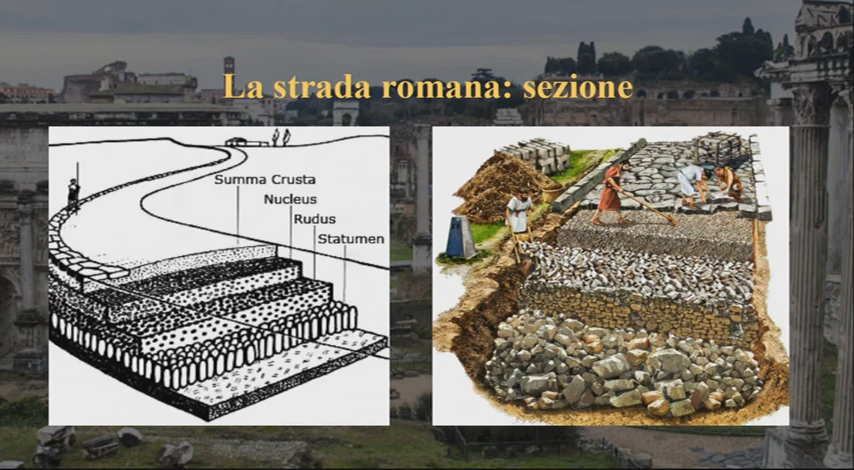 La strada romana: sezione
Summa Crusta
Nucleus
Rudus
Statumen